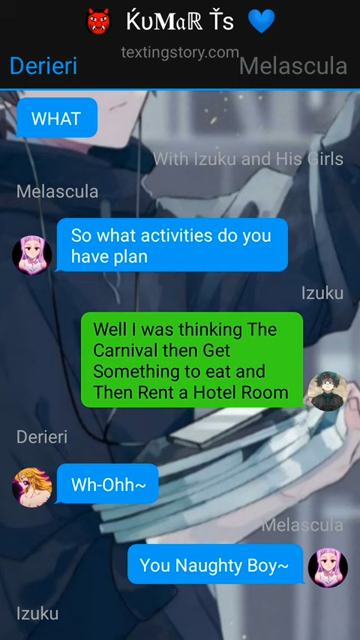 👹 ḰυMaℝ Ťs 💙
textingstory.com
Derieri Melascula
WHAT
With Izuku and His Girls
Melascula
So what activities do you
have plan
Izuku
Well I was thinking The
Carnival then Get
Something to eat and
Then Rent a Hotel Room
Derieri
Wh-Ohh~
Melascula
You Naughty Boy~
Izuku